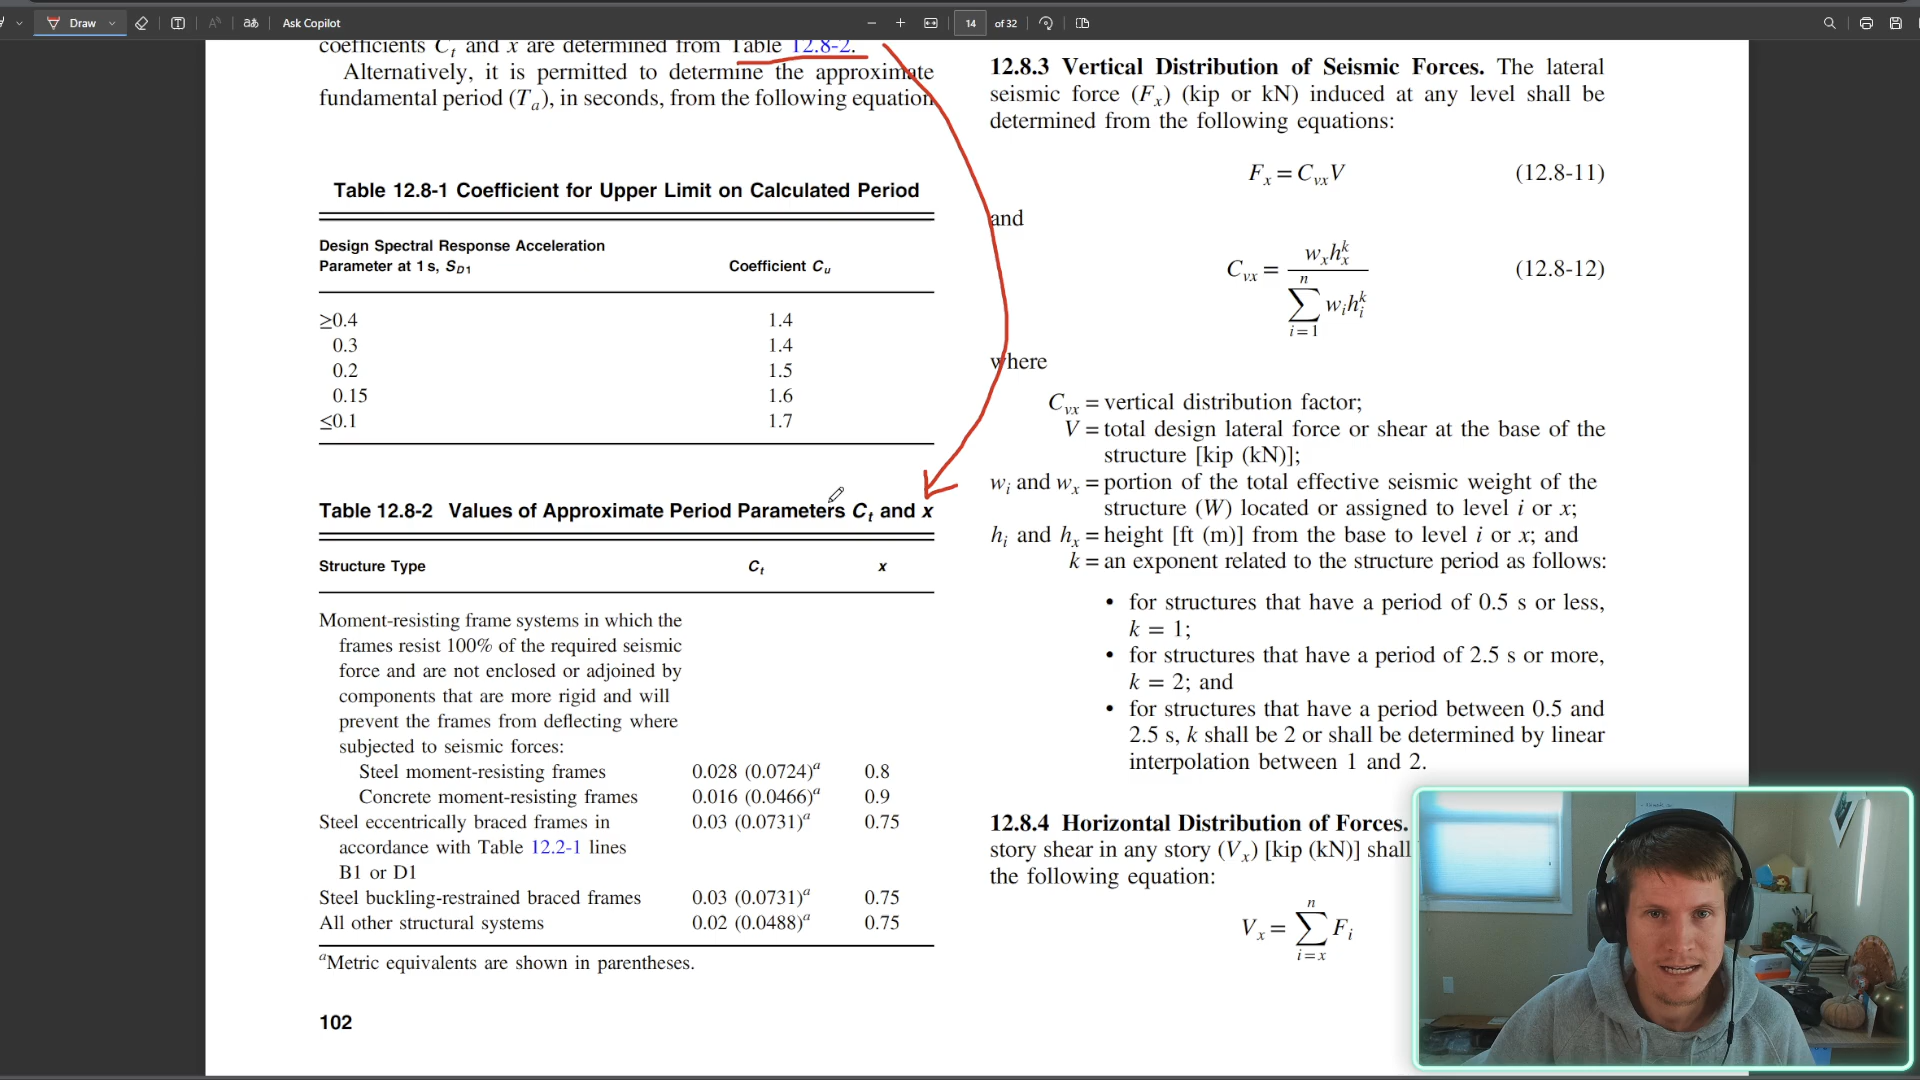 Draw
Ask Copilot
14 of 32
coefficients Cₜ and x are determined from Table 12.8-2.
Alternatively, it is permitted to determine the approximate
fundamental period (Tₐ), in seconds, from the following equation
Table 12.8-1 Coefficient for Upper Limit on Calculated Period
Design Spectral Response Acceleration
Parameter at 1 s, S_D1 Coefficient C_u
≥0.4 1.4
0.3 1.4
0.2 1.5
0.15 1.6
≤0.1 1.7
Table 12.8-2 Values of Approximate Period Parameters Cₜ and x
Structure Type Cₜ x
Moment-resisting frame systems in which the
frames resist 100% of the required seismic
force and are not enclosed or adjoined by
components that are more rigid and will
prevent the frames from deflecting where
subjected to seismic forces:
Steel moment-resisting frames 0.028 (0.0724)ᵃ 0.8
Concrete moment-resisting frames 0.016 (0.0466)ᵃ 0.9
Steel eccentrically braced frames in 0.03 (0.0731)ᵃ 0.75
accordance with Table 12.2-1 lines
B1 or D1
Steel buckling-restrained braced frames 0.03 (0.0731)ᵃ 0.75
All other structural systems 0.02 (0.0488)ᵃ 0.75
ᵃMetric equivalents are shown in parentheses.
102
12.8.3 Vertical Distribution of Seismic Forces. The lateral
seismic force (Fₓ) (kip or kN) induced at any level shall be
determined from the following equations:
Fₓ = C_vx V (12.8-11)
and
C_vx = wₓhₓᵏ / ∑ᵢ₌₁ⁿ wᵢhᵢᵏ (12.8-12)
where
C_vx = vertical distribution factor;
V = total design lateral force or shear at the base of the
structure [kip (kN)];
wᵢ and wₓ = portion of the total effective seismic weight of the
structure (W) located or assigned to level i or x;
hᵢ and hₓ = height [ft (m)] from the base to level i or x; and
k = an exponent related to the structure period as follows:
• for structures that have a period of 0.5 s or less,
k = 1;
• for structures that have a period of 2.5 s or more,
k = 2; and
• for structures that have a period between 0.5 and
2.5 s, k shall be 2 or shall be determined by linear
interpolation between 1 and 2.
12.8.4 Horizontal Distribution of Forces.
story shear in any story (Vₓ) [kip (kN)] shall
the following equation:
Vₓ = ∑ᵢ₌ₓⁿ Fᵢ